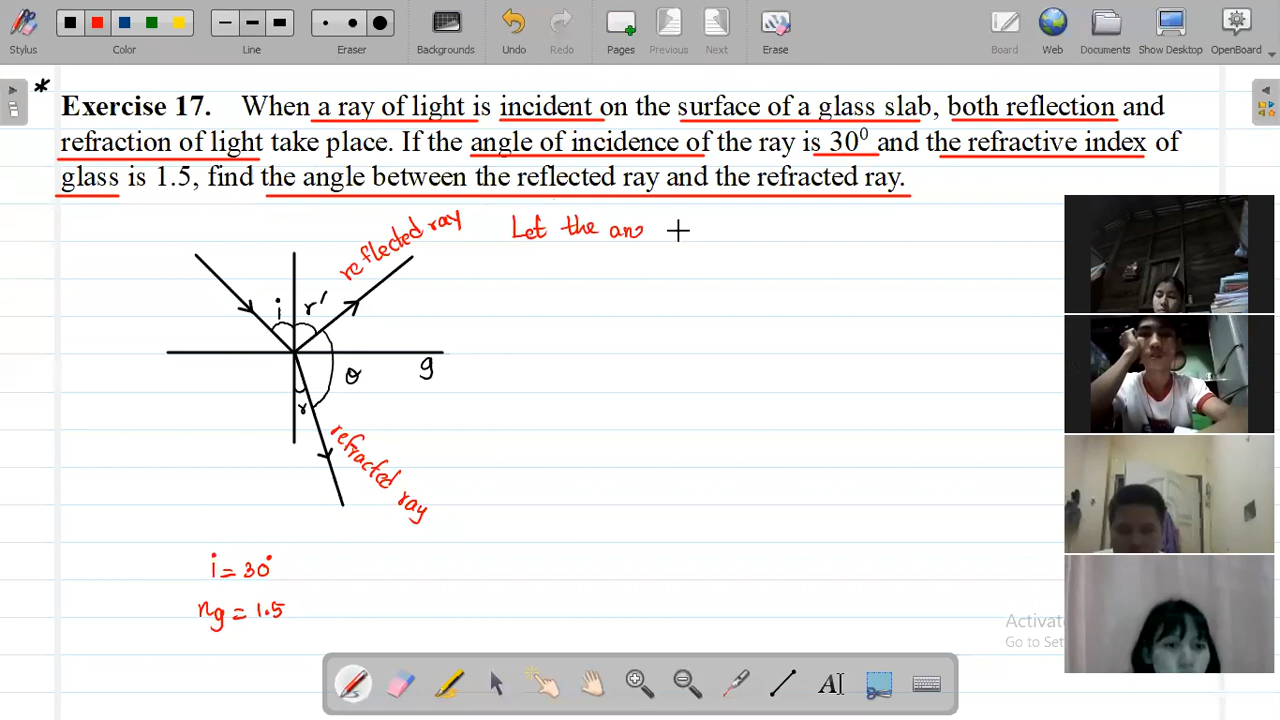 Stylus
Color
Line
Eraser
Backgrounds
Undo
Redo
Pages
Previous
Next
Erase
Board
Web
Documents
Show Desktop
OpenBoard
*
Exercise 17. When a ray of light is incident on the surface of a glass slab, both reflection and
refraction of light take place. If the angle of incidence of the ray is 30⁰ and the refractive index of
glass is 1.5, find the angle between the reflected ray and the refracted ray.
Let the an
reflected ray
i
r'
θ
g
r
refracted ray
i = 30°
ng = 1.5
Activa
Go to Set
AI